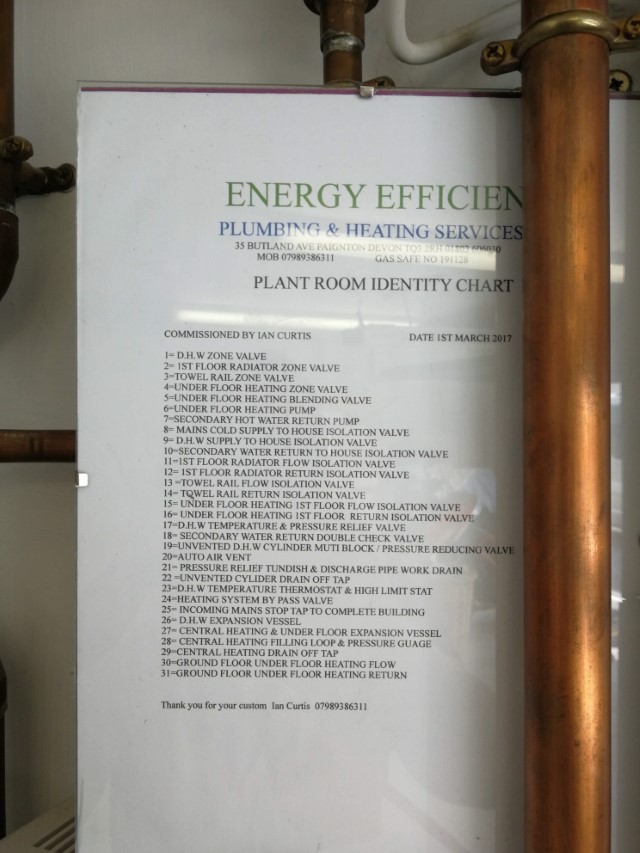 ENERGY EFFICIEN
PLUMBING & HEATING SERVICES
35 BUTLAND AVE PAIGNTON DEVON TQ3 01803 606030
MOB 07989386311 GAS SAFE NO 191128
PLANT ROOM IDENTITY CHART
COMMISSIONED BY IAN CURTIS DATE 1ST MARCH 2017
1= D.H.W ZONE VALVE
2= 1ST FLOOR RADIATOR ZONE VALVE
3=TOWEL RAIL ZONE VALVE
4=UNDER FLOOR HEATING ZONE VALVE
5=UNDER FLOOR HEATING BLENDING VALVE
6=UNDER FLOOR HEATING PUMP
7=SECONDARY HOT WATER RETURN PUMP
8= MAINS COLD SUPPLY TO HOUSE ISOLATION VALVE
9= D.H.W SUPPLY TO HOUSE ISOLATION VALVE
10=SECONDARY WATER RETURN TO HOUSE ISOLATION VALVE
11=1ST FLOOR RADIATOR FLOW ISOLATION VALVE
12= 1ST FLOOR RADIATOR RETURN ISOLATION VALVE
13 =TOWEL RAIL FLOW ISOLATION VALVE
14= TOWEL RAIL RETURN ISOLATION VALVE
15= UNDER FLOOR HEATING 1ST FLOOR FLOW ISOLATION VALVE
16= UNDER FLOOR HEATING 1ST FLOOR RETURN ISOLATION VALVE
17=D.H.W TEMPERATURE & PRESSURE RELIEF VALVE
18= SECONDARY WATER RETURN DOUBLE CHECK VALVE
19=UNVENTED D.H.W CYLINDER MUTI BLOCK / PRESSURE REDUCING VALVE
20=AUTO AIR VENT
21= PRESSURE RELIEF TUNDISH & DISCHARGE PIPE WORK DRAIN
22 =UNVENTED CYLIDER DRAIN OFF TAP
23=D.H.W TEMPERATURE THERMOSTAT & HIGH LIMIT STAT
24=HEATING SYSTEM BY PASS VALVE
25= INCOMING MAINS STOP TAP TO COMPLETE BUILDING
26= D.H.W EXPANSION VESSEL
27= CENTRAL HEATING & UNDER FLOOR EXPANSION VESSEL
28= CENTRAL HEATING FILLING LOOP & PRESSURE GUAGE
29=CENTRAL HEATING DRAIN OFF TAP
30=GROUND FLOOR UNDER FLOOR HEATING FLOW
31=GROUND FLOOR UNDER FLOOR HEATING RETURN
Thank you for your custom Ian Curtis 07989386311